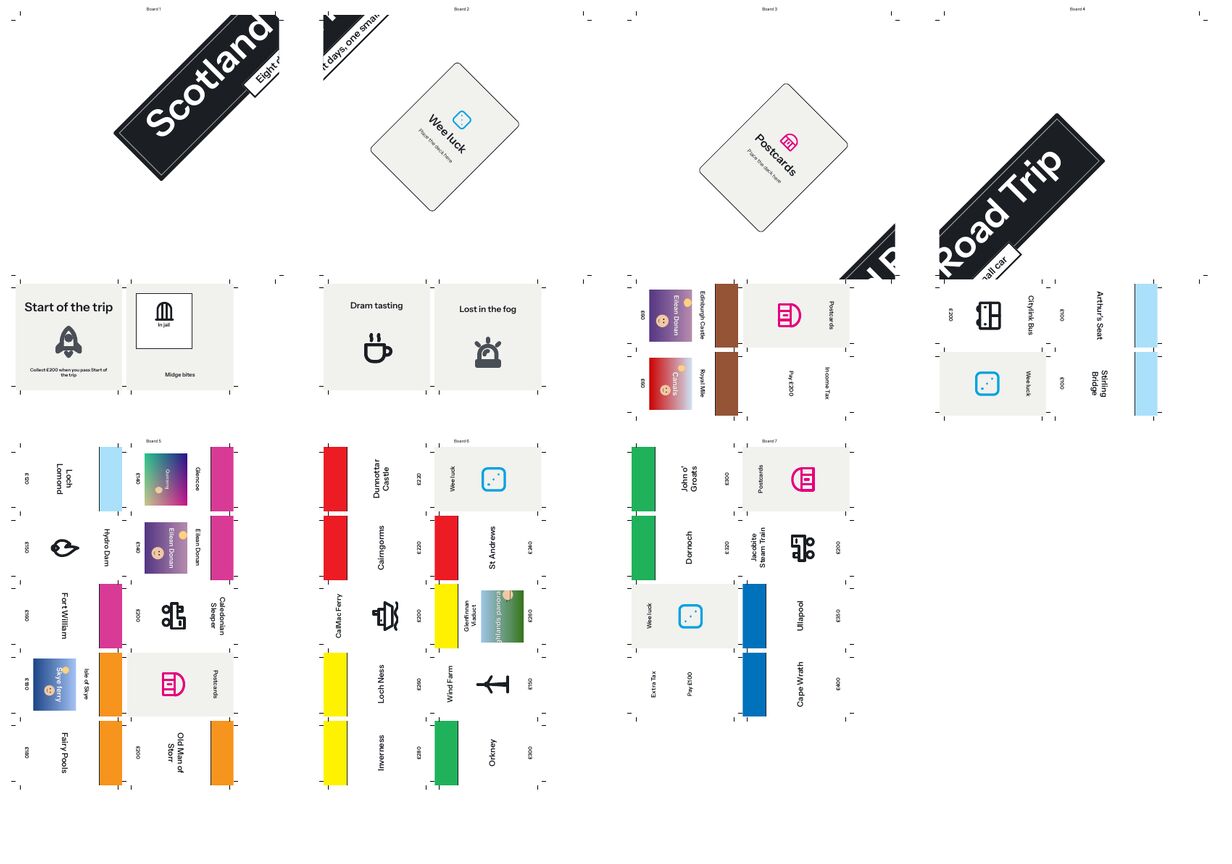 Board 1
Scotland
Eight d
Board 2
t days, one smal
Wee luck
Place the deck here
Board 3
Postcards
Place the deck here
Board 4
Road Trip
all car
Start of the trip
Collect £200 when you pass Start of
the trip
In jail
Midge bites
Dram tasting
Lost in the fog
Edinburgh Castle
Eilean Donan
£60
Postcards
Royal Mile
Canals
£60
Income Tax
Pay £200
Citylink Bus
£200
Arthur's Seat
£100
Wee luck
Stirling
Bridge
£100
Board 5
Loch
Lomond
£120
Glencoe
£140
Hydro Dam
£150
Eilean Donan
Eilean Donan
£140
Fort William
£160
Caledonian
Sleeper
£200
Isle of Skye
Skye ferry
£180
Postcards
Fairy Pools
£180
Old Man of
Storr
£200
Board 6
Dunnottar
Castle
£220
Wee luck
Cairngorms
£220
St Andrews
£240
CalMac Ferry
£200
Glenfinnan
Viaduct
£260
Loch Ness
£260
Wind Farm
£150
Inverness
£280
Orkney
£300
Board 7
John o'
Groats
£300
Postcards
Dornoch
£320
Jacobite
Steam Train
£200
Wee luck
Ullapool
£350
Extra Tax
Pay £100
Cape Wrath
£400